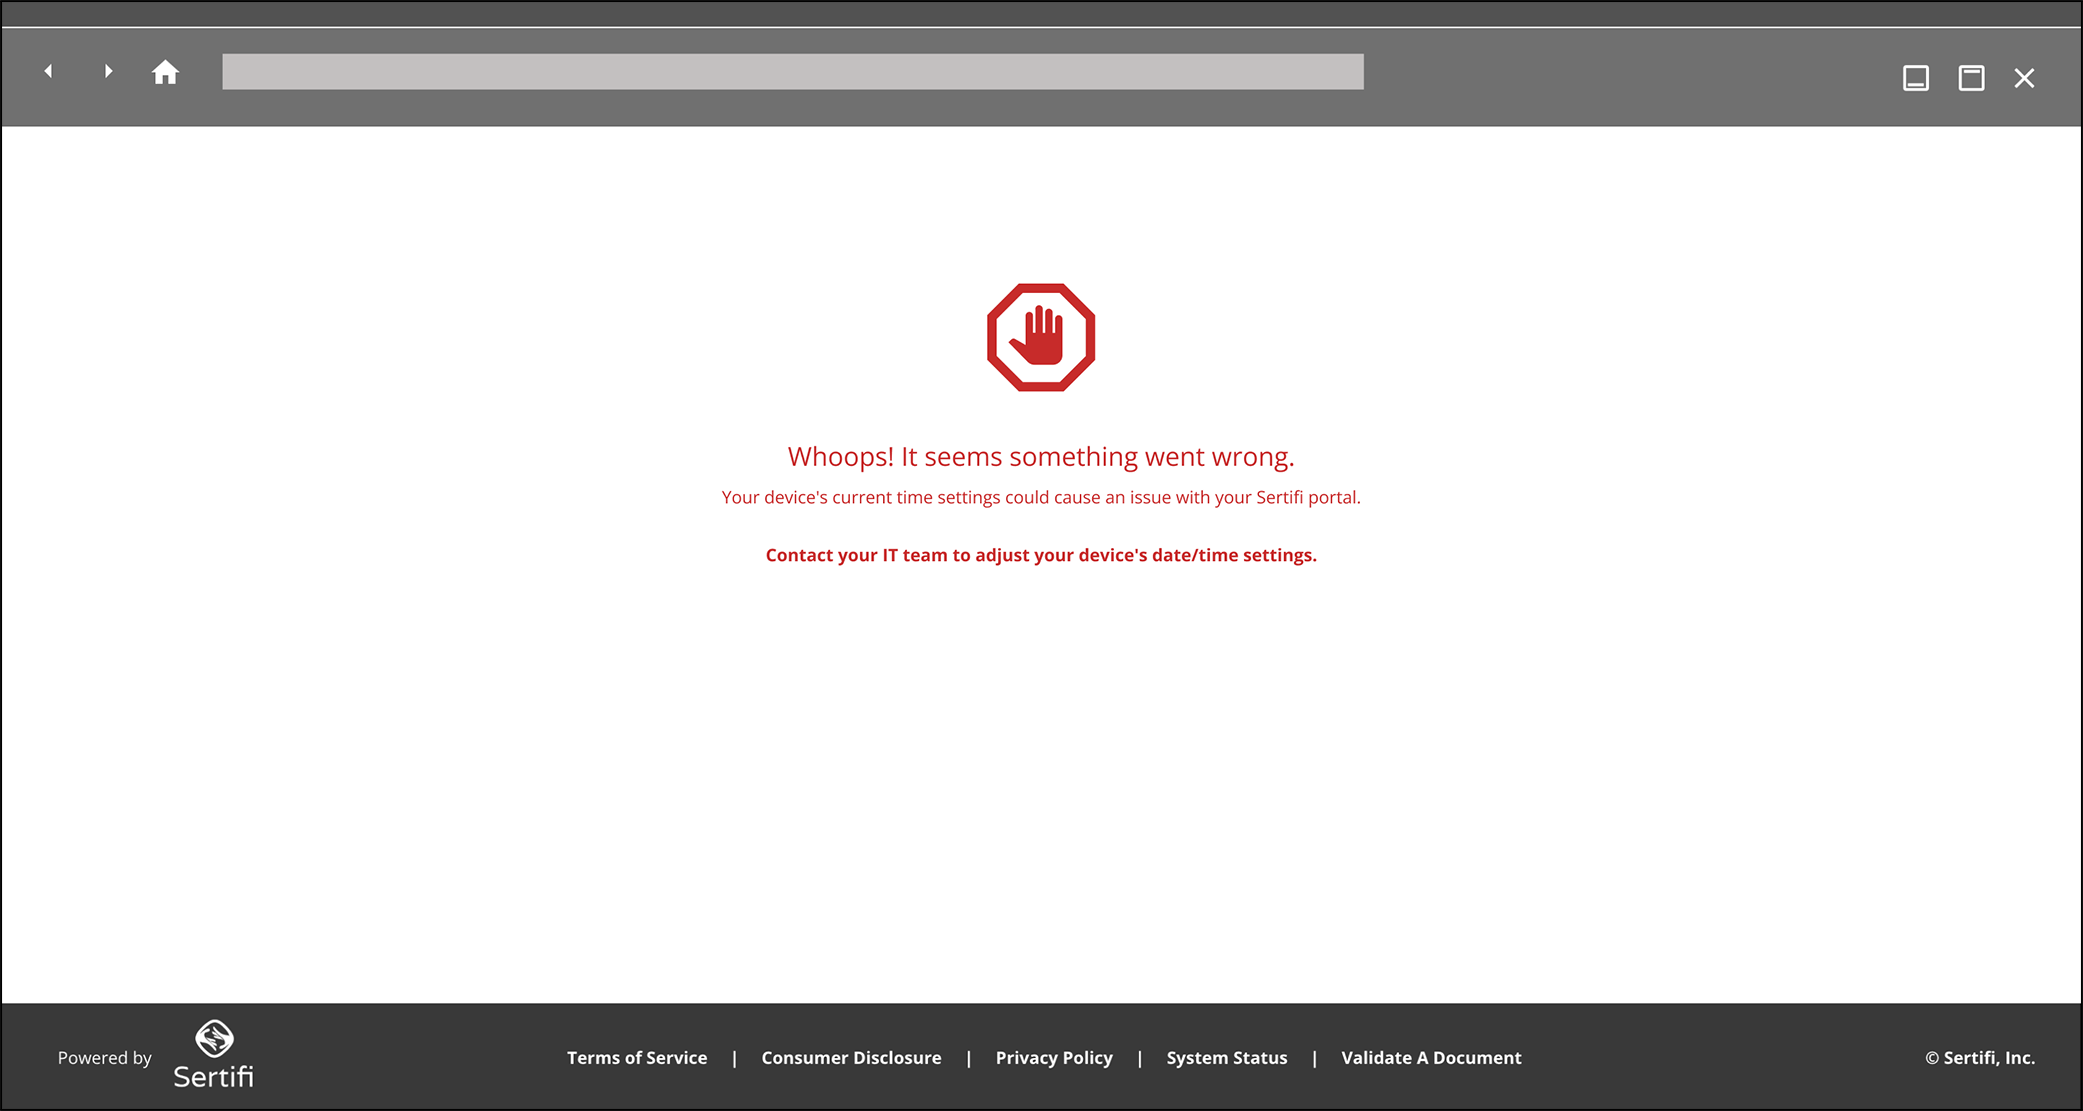 Whoops! It seems something went wrong.
Your device's current time settings could cause an issue with your Sertifi portal.
Contact your IT team to adjust your device's date/time settings.
Powered by
Sertifi
Terms of Service | Consumer Disclosure | Privacy Policy | System Status | Validate A Document
© Sertifi, Inc.